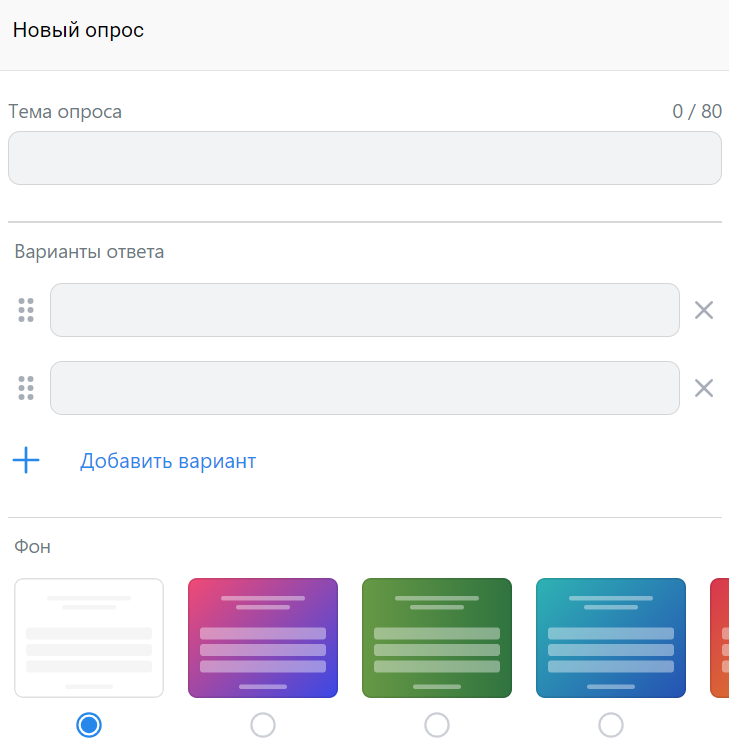 Новый опрос
Тема опроса 0 / 80
Варианты ответа
Добавить вариант
Фон